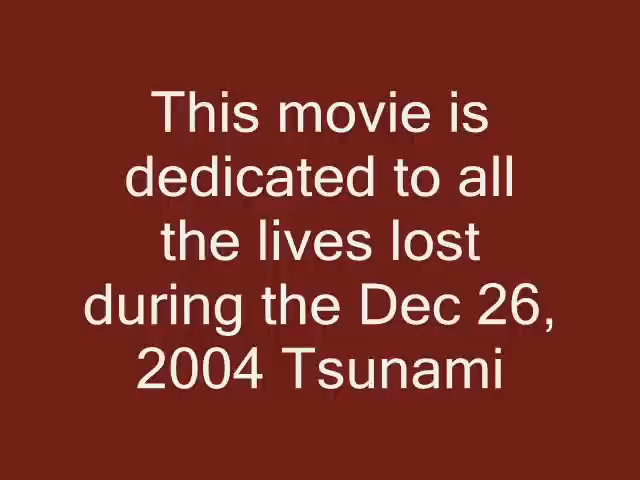 This movie is
dedicated to all
the lives lost
during the Dec 26,
2004 Tsunami